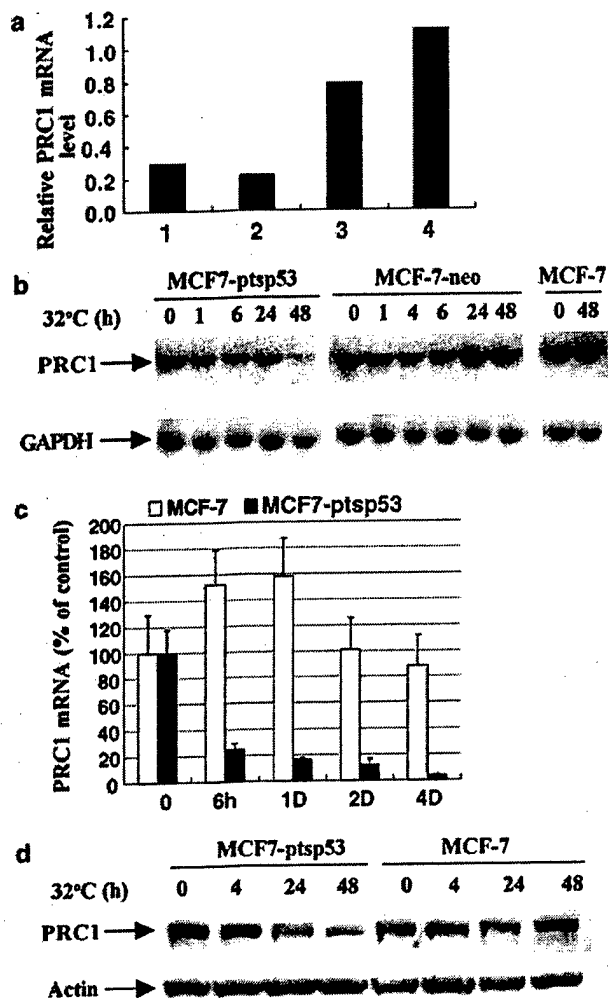 a
Relative PRC1 mRNA
level
1.2
1.0
0.8
0.6
0.4
0.2
0.0
1 2 3 4
b
MCF7-ptsp53 MCF-7-neo MCF-7
32°C (h) 0 1 6 24 48 0 1 4 6 24 48 0 48
PRC1
GAPDH
c
MCF-7 MCF7-ptsp53
PRC1 mRNA (% of control)
200
180
160
140
120
100
80
60
40
20
0
0 6h 1D 2D 4D
d
MCF7-ptsp53 MCF-7
32°C (h) 0 4 24 48 0 4 24 48
PRC1
Actin